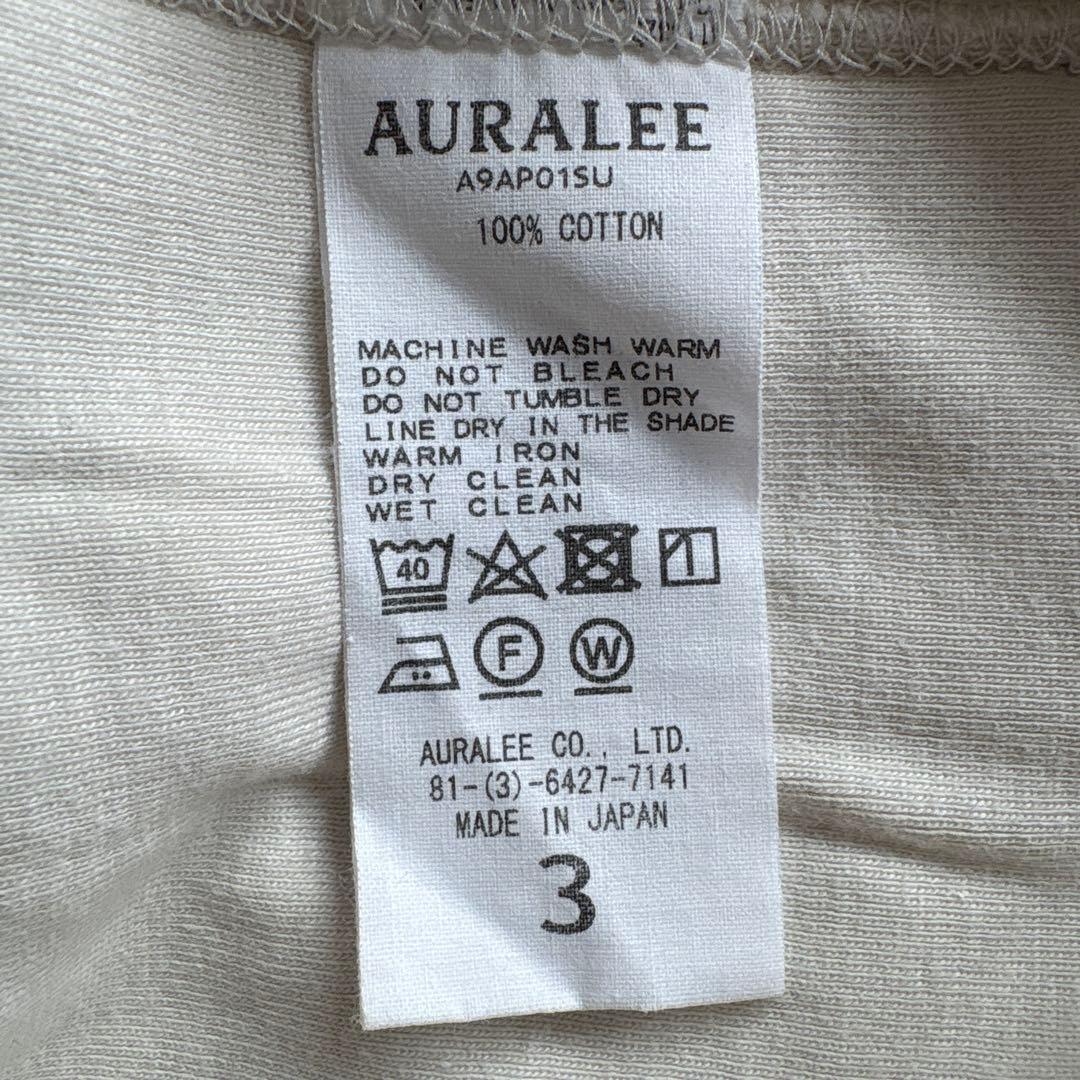 AURALEE
A9AP01SU
100% COTTON
MACHINE WASH WARM
DO NOT BLEACH
DO NOT TUMBLE DRY
LINE DRY IN THE SHADE
WARM IRON
DRY CLEAN
WET CLEAN
40
F W
AURALEE CO., LTD.
81-(3)-6427-7141
MADE IN JAPAN
3